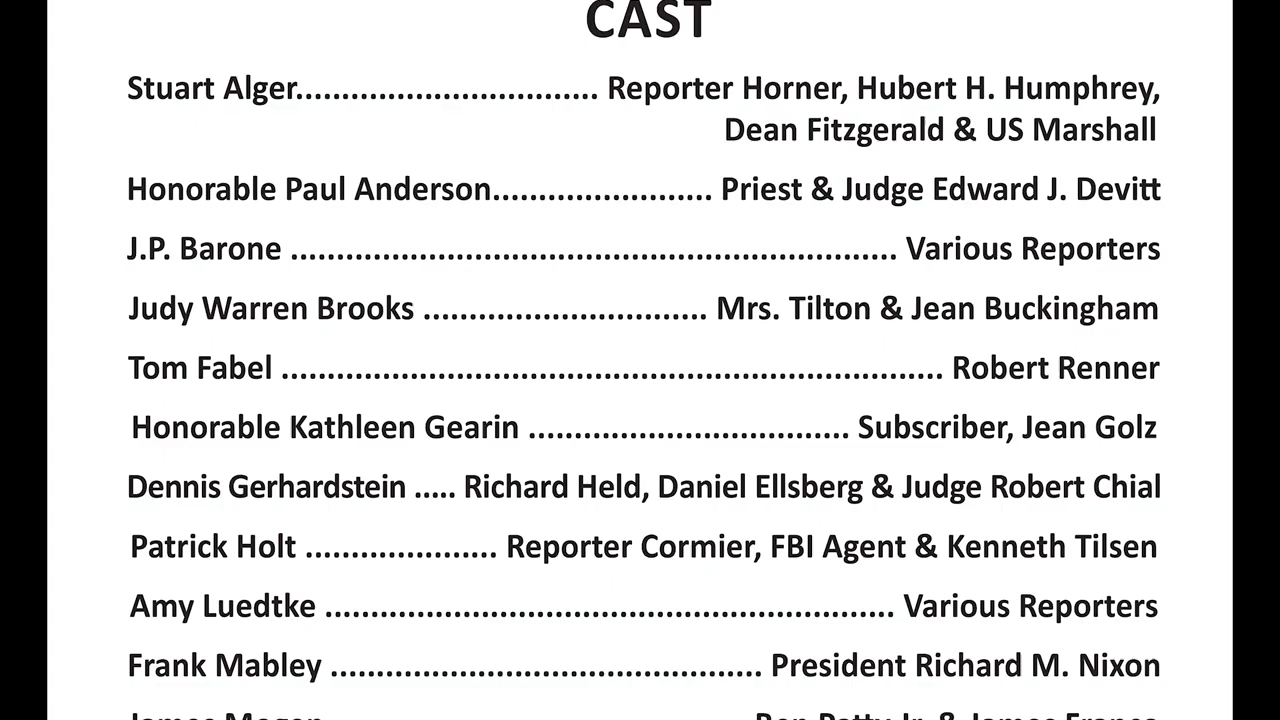 CAST
Stuart Alger................................. Reporter Horner, Hubert H. Humphrey,
Dean Fitzgerald & US Marshall
Honorable Paul Anderson........................ Priest & Judge Edward J. Devitt
J.P. Barone .................................................................. Various Reporters
Judy Warren Brooks ............................... Mrs. Tilton & Jean Buckingham
Tom Fabel ........................................................................ Robert Renner
Honorable Kathleen Gearin ................................... Subscriber, Jean Golz
Dennis Gerhardstein ..... Richard Held, Daniel Ellsberg & Judge Robert Chial
Patrick Holt ..................... Reporter Cormier, FBI Agent & Kenneth Tilsen
Amy Luedtke .............................................................. Various Reporters
Frank Mabley ............................................... President Richard M. Nixon